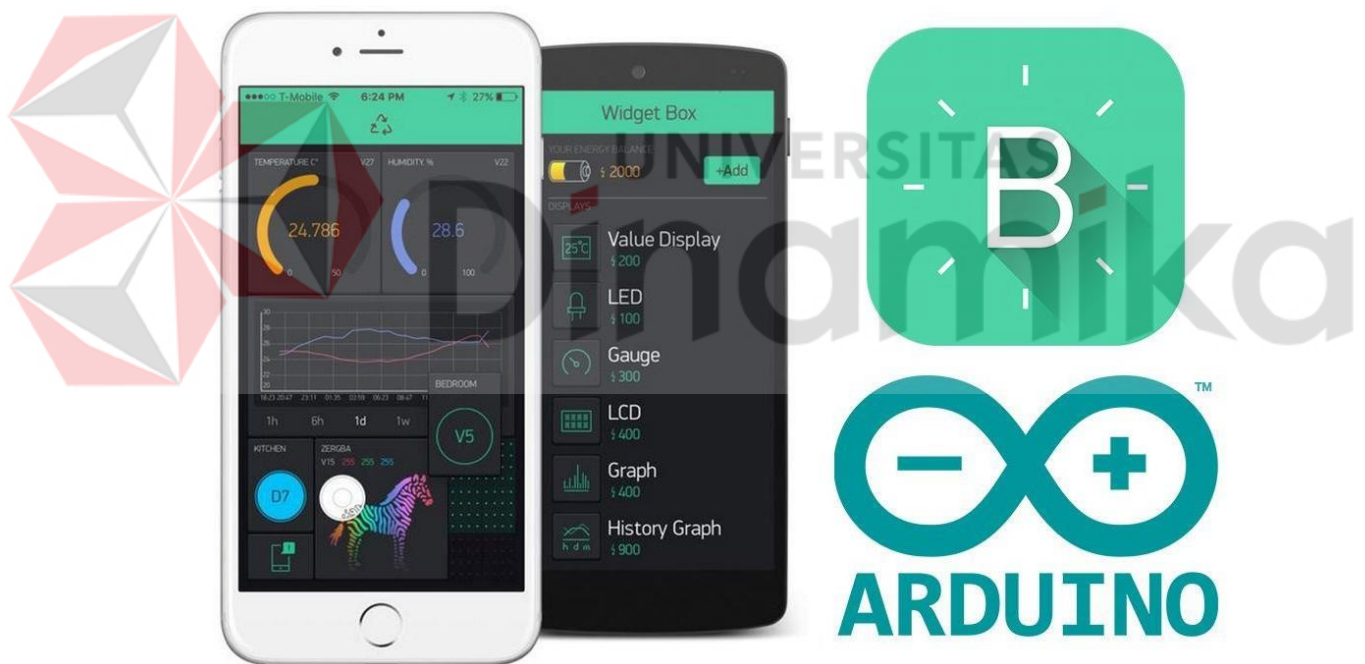 T-Mobile 6:24 PM 27%
TEMPERATURE C° V27
24.786
0 50
HUMIDITY % V22
28.6
0 100
1h 6h 1d 1w
BEDROOM
V5
KITCHEN
D7
ZERGBA
V15 255 255 255
Widget Box
YOUR ENERGY BALANCE
2000
+Add
DISPLAYS
25°C
Value Display
200
LED
100
Gauge
300
LCD
400
Graph
400
h d m
History Graph
900
B
TM
ARDUINO
UNIVERSITAS
Dinamika